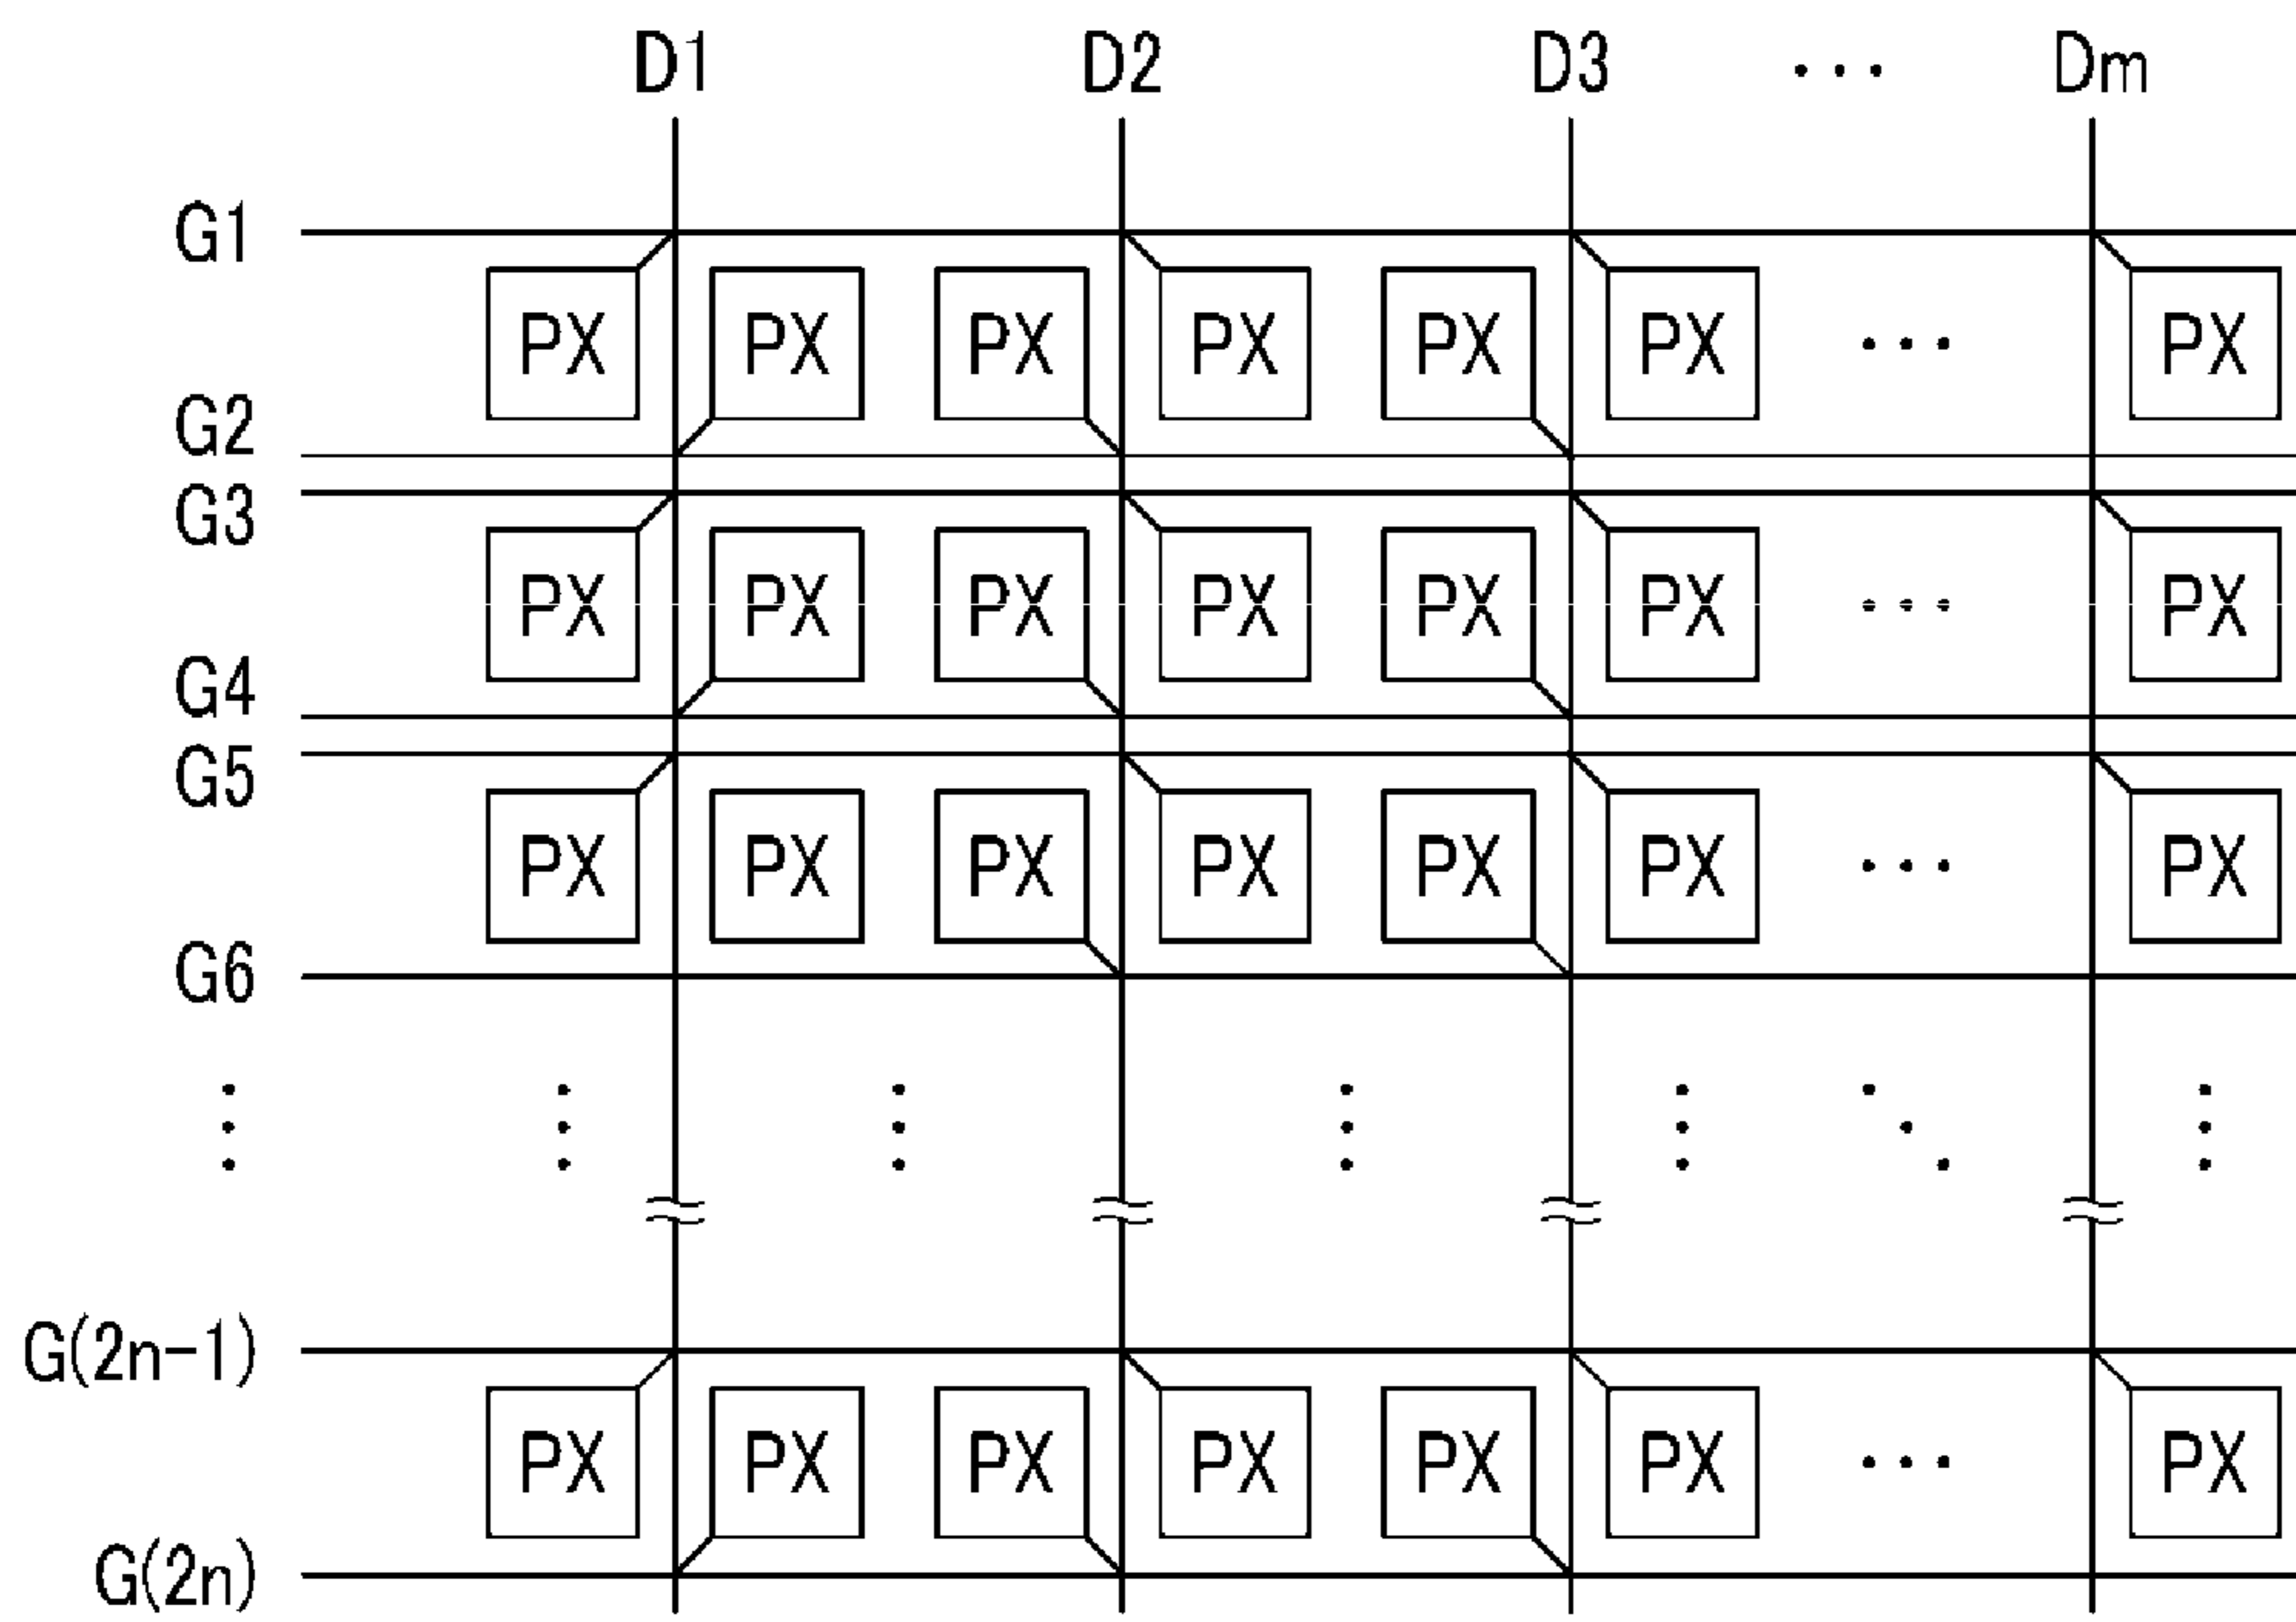 D1 D2 D3 ... Dm
G1
PX PX PX PX PX PX ... PX
G2
G3
PX PX PX PX PX PX ... PX
G4
G5
PX PX PX PX PX PX ... PX
G6
G(2n-1)
PX PX PX PX PX PX ... PX
G(2n)